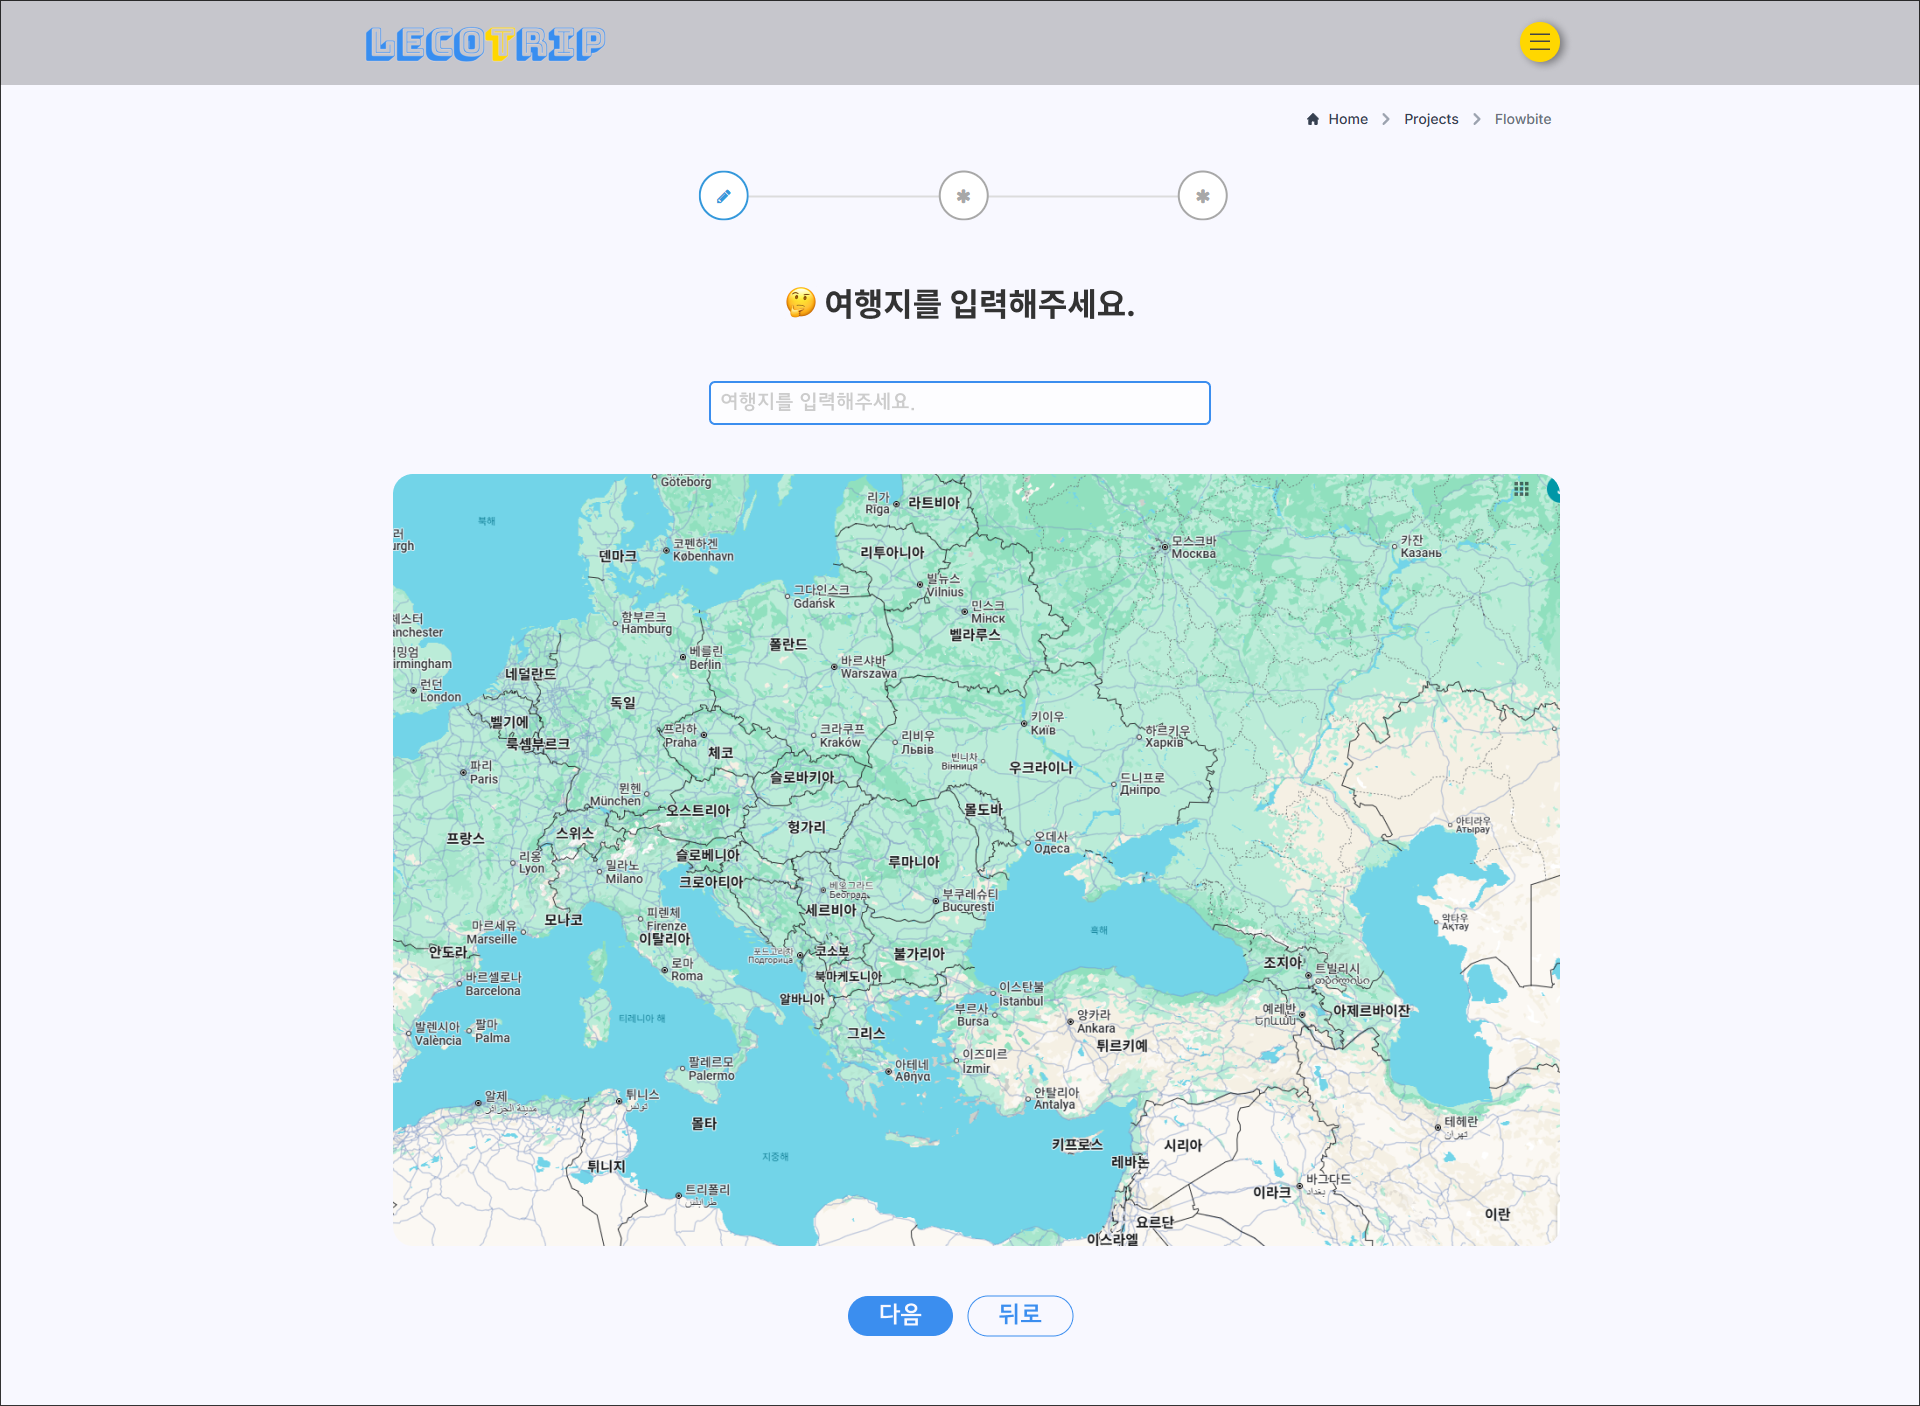 LECOTRIP
Home
Projects
Flowbite
여행지를 입력해주세요.
여행지를 입력해주세요.
Göteborg
북해
리가
Rīga
라트비아
러
urgh
덴마크
코펜하겐
København
리투아니아
모스크바
Москва
카잔
Казань
빌뉴스
Vilnius
그다인스크
Gdańsk
체스터
anchester
함부르크
Hamburg
민스크
Мінск
벨라루스
폴란드
밍엄
irmingham
베를린
Berlin
바르샤바
Warszawa
네덜란드
런던
London
독일
벨기에
룩셈부르크
프라하
Praha
체코
크라쿠프
Kraków
리비우
Львів
키이우
Київ
하르키우
Харків
빈니차
Вінниця
우크라이나
파리
Paris
슬로바키아
드니프로
Дніпро
뮌헨
München
오스트리아
헝가리
몰도바
프랑스
스위스
오데사
Одеса
아티라우
Атырау
슬로베니아
루마니아
리옹
Lyon
밀라노
Milano
크로아티아
베오그라드
Београд
세르비아
부쿠레슈티
București
모나코
피렌체
Firenze
이탈리아
마르세유
Marseille
악타우
Ақтау
흑해
안도라
포드고리차
Подгорица
코소보
불가리아
조지아
트빌리시
თბილისი
로마
Roma
북마케도니아
바르셀로나
Barcelona
알바니아
이스탄불
İstanbul
부르사
Bursa
예레반
Երևան
아제르바이잔
티레니아 해
앙카라
Ankara
발렌시아
València
팔마
Palma
그리스
튀르키예
이즈미르
İzmir
팔레르모
Palermo
아테네
Αθήνα
안탈리아
Antalya
알제
مدينة الجزائر
튀니스
تونس
몰타
테헤란
تهران
키프로스
시리아
지중해
레바논
튀니지
바그다드
بغداد
이라크
트리폴리
طرابلس
이란
요르단
이스라엘
다음
뒤로